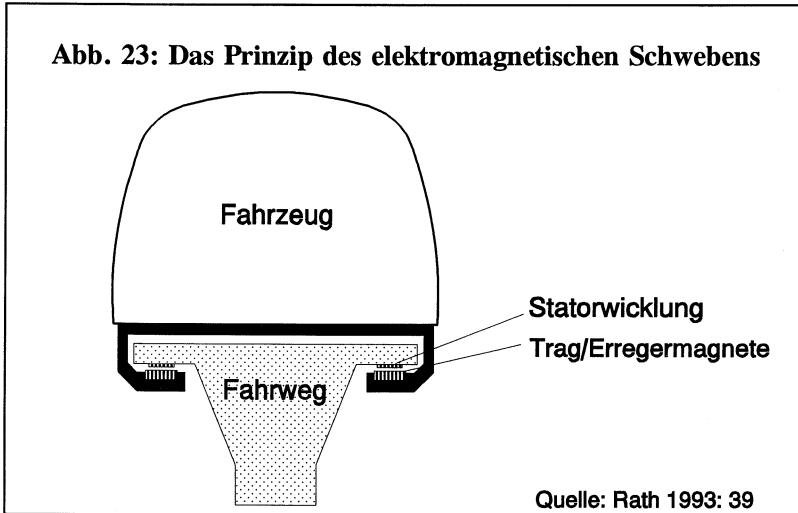 Abb. 23: Das Prinzip des elektromagnetischen Schwebens
Fahrzeug
Statorwicklung
Trag/Erregermagnete
Fahrweg
Quelle: Rath 1993: 39